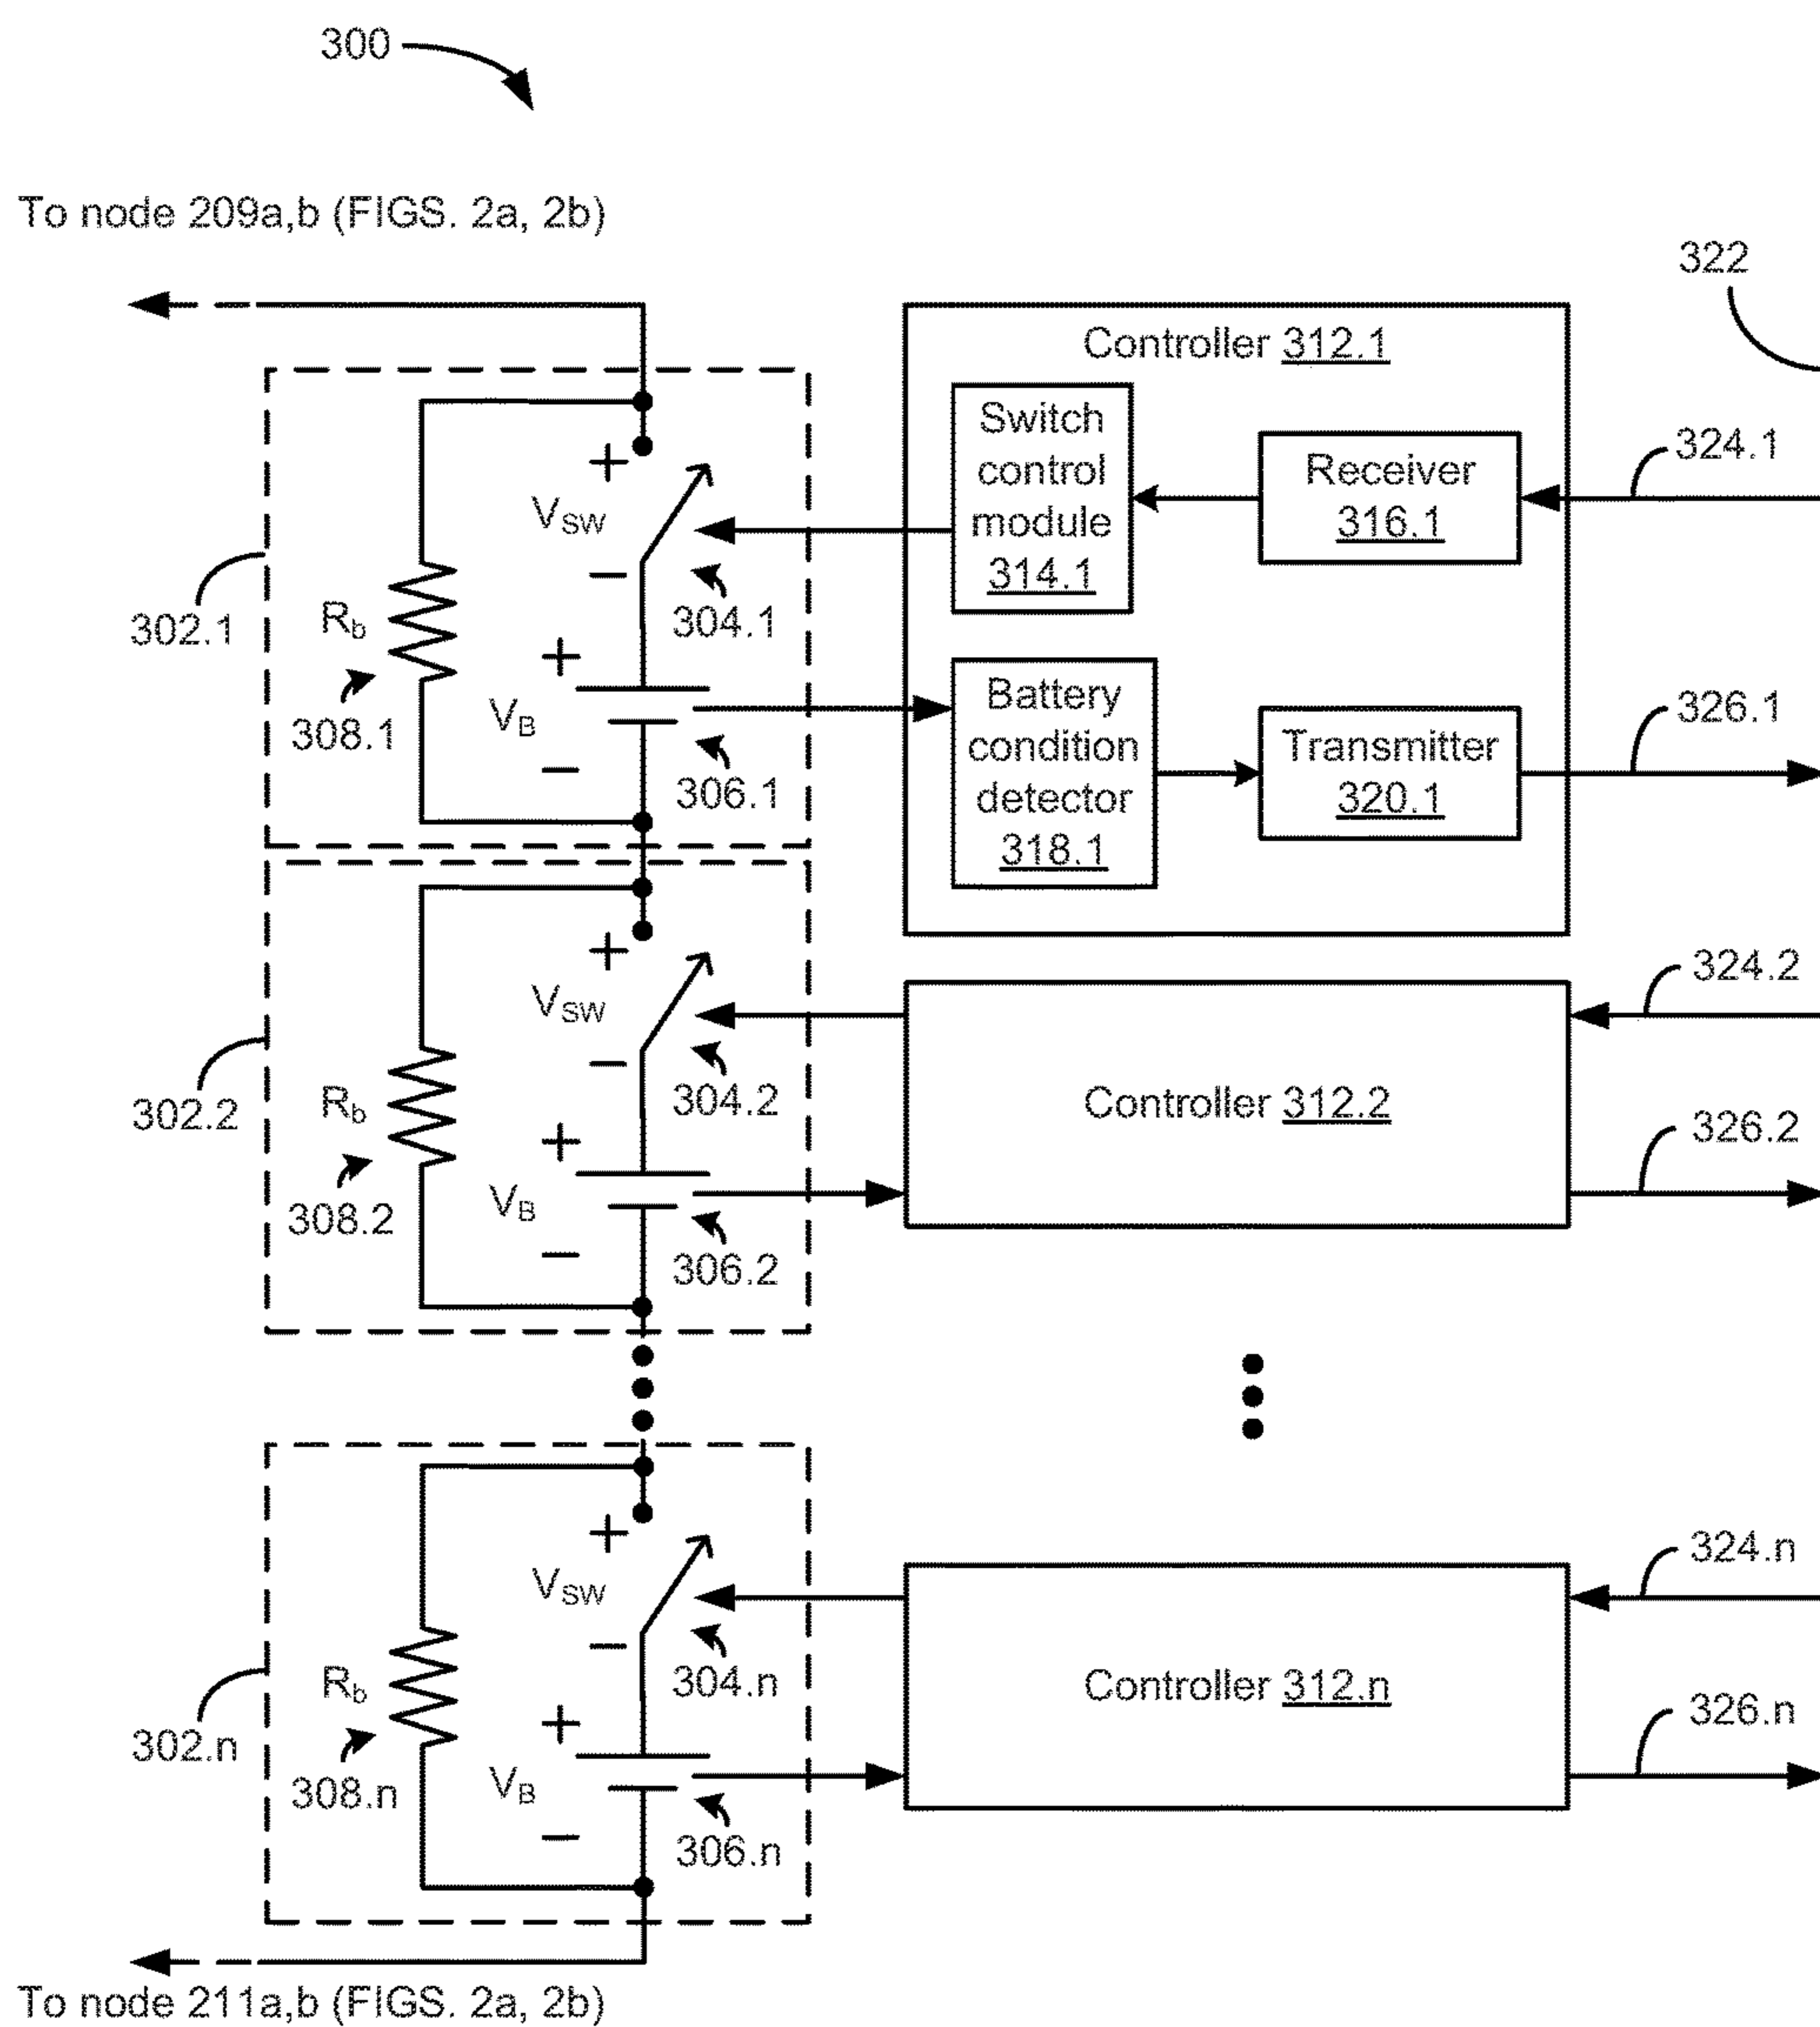 300
To node 209a,b (FIGS. 2a, 2b)
322
Controller 312.1
Switch
control
module
314.1
Receiver
316.1
324.1
+
VSW
−
304.1
302.1
Rb
308.1
+
VB
−
306.1
Battery
condition
detector
318.1
Transmitter
320.1
326.1
+
VSW
−
304.2
302.2
Rb
308.2
+
VB
−
306.2
Controller 312.2
324.2
326.2
+
VSW
−
304.n
302.n
Rb
308.n
+
VB
−
306.n
Controller 312.n
324.n
326.n
To node 211a,b (FIGS. 2a, 2b)